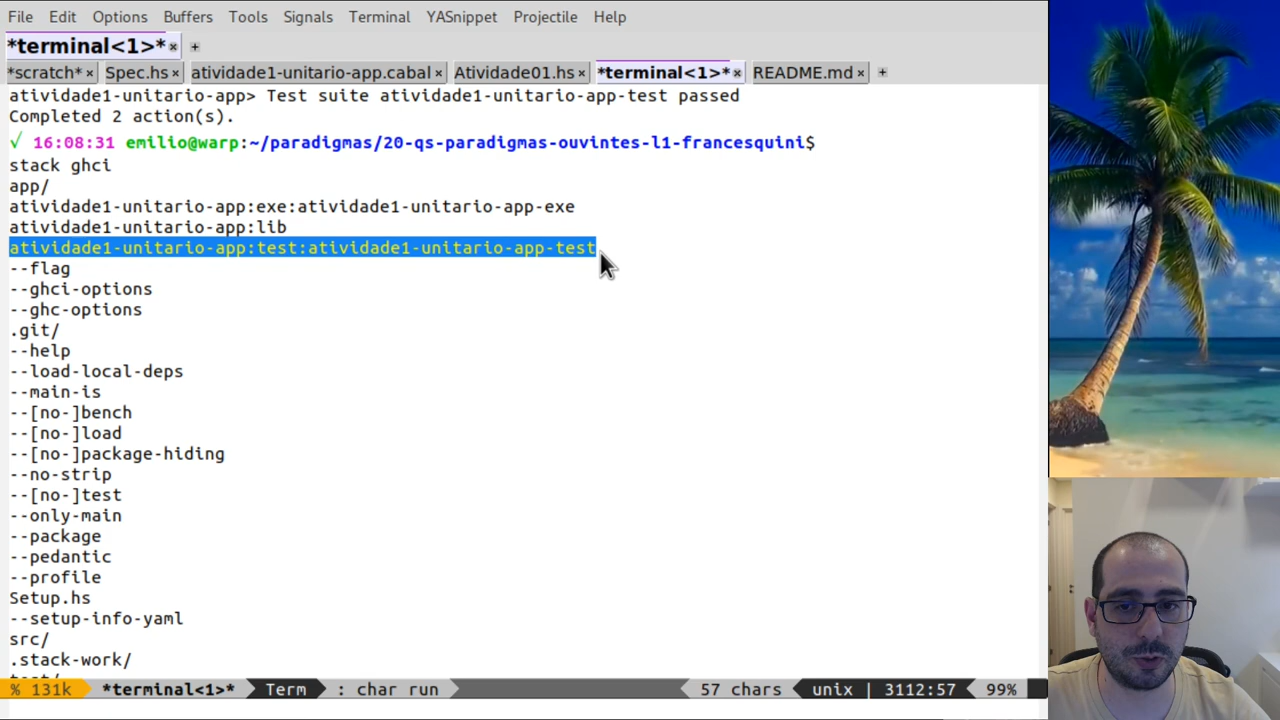 File Edit Options Buffers Tools Signals Terminal YASnippet Projectile Help
*terminal<1>* × +
*scratch* × Spec.hs × atividade1-unitario-app.cabal × Atividade01.hs × *terminal<1>* × README.md × +
atividade1-unitario-app> Test suite atividade1-unitario-app-test passed
Completed 2 action(s).
√ 16:08:31 emilio@warp:~/paradigmas/20-qs-paradigmas-ouvintes-l1-francesquini$
stack ghci
app/
atividade1-unitario-app:exe:atividade1-unitario-app-exe
atividade1-unitario-app:lib
atividade1-unitario-app:test:atividade1-unitario-app-test
--flag
--ghci-options
--ghc-options
.git/
--help
--load-local-deps
--main-is
--[no-]bench
--[no-]load
--[no-]package-hiding
--no-strip
--[no-]test
--only-main
--package
--pedantic
--profile
Setup.hs
--setup-info-yaml
src/
.stack-work/
% 131k *terminal<1>* Term : char run 57 chars unix | 3112:57 99%